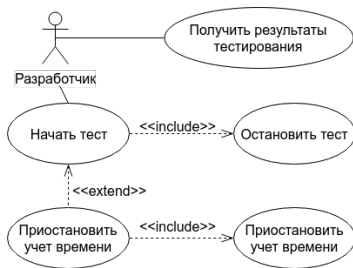 Получить результаты
тестирования
Разработчик
Начать тест
<<include>>
Остановить тест
<<extend>>
Приостановить
учет времени
<<include>>
Приостановить
учет времени